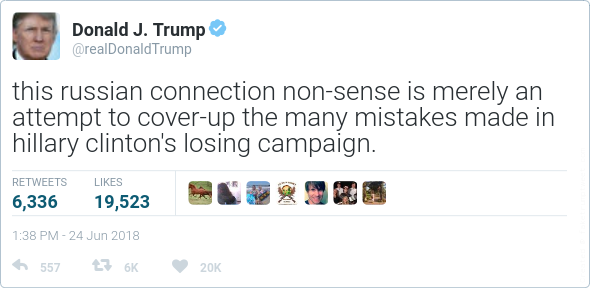 Donald J. Trump
@realDonaldTrump
this russian connection non-sense is merely an
attempt to cover-up the many mistakes made in
hillary clinton's losing campaign.
RETWEETS LIKES
6,336 19,523
1:38 PM - 24 Jun 2018
557 6K 20K